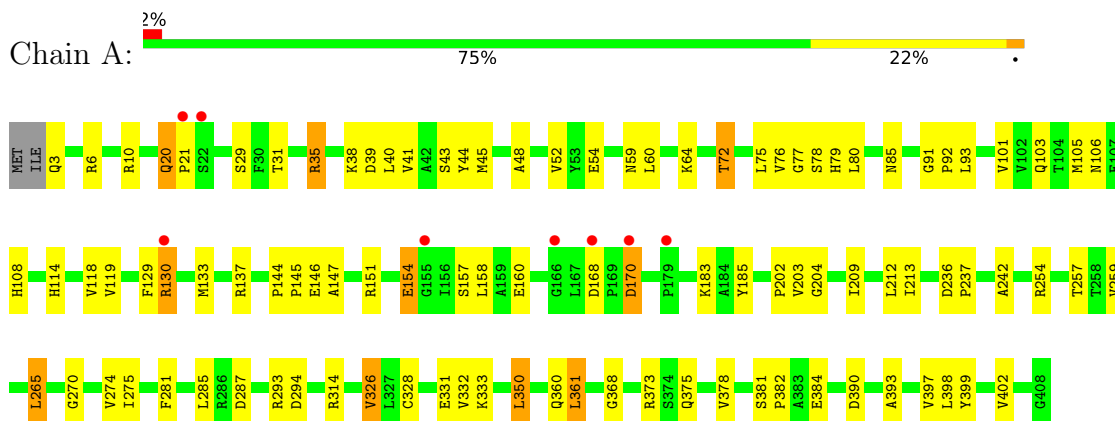 2%
Chain A:
75% 22% •
MET ILE Q3 R6 R10 Q20 P21 S22 S29 F30 T31 R35 K38 D39 L40 V41 A42 S43 Y44 M45 A48 V52 Y53 E54 N59 L60 K64 T72 L75 V76 G77 S78 H79 L80 N85 G91 P92 L93 V101 V102 Q103 T104 M105 N106 E107
H108 H114 V118 V119 F129 R130 M133 R137 P144 P145 E146 A147 R151 E154 G155 I156 S157 L158 A159 E160 G166 L167 D168 P169 D170 P179 K183 A184 Y185 P202 V203 G204 I209 L212 I213 D236 P237 A242 R254 T257 T258 V259
L265 G270 V274 I275 F281 L285 R286 D287 R293 D294 R314 V326 L327 C328 E331 V332 K333 L350 Q360 L361 G368 R373 S374 Q375 V378 S381 P382 A383 E384 D390 A393 V397 L398 Y399 V402 G408